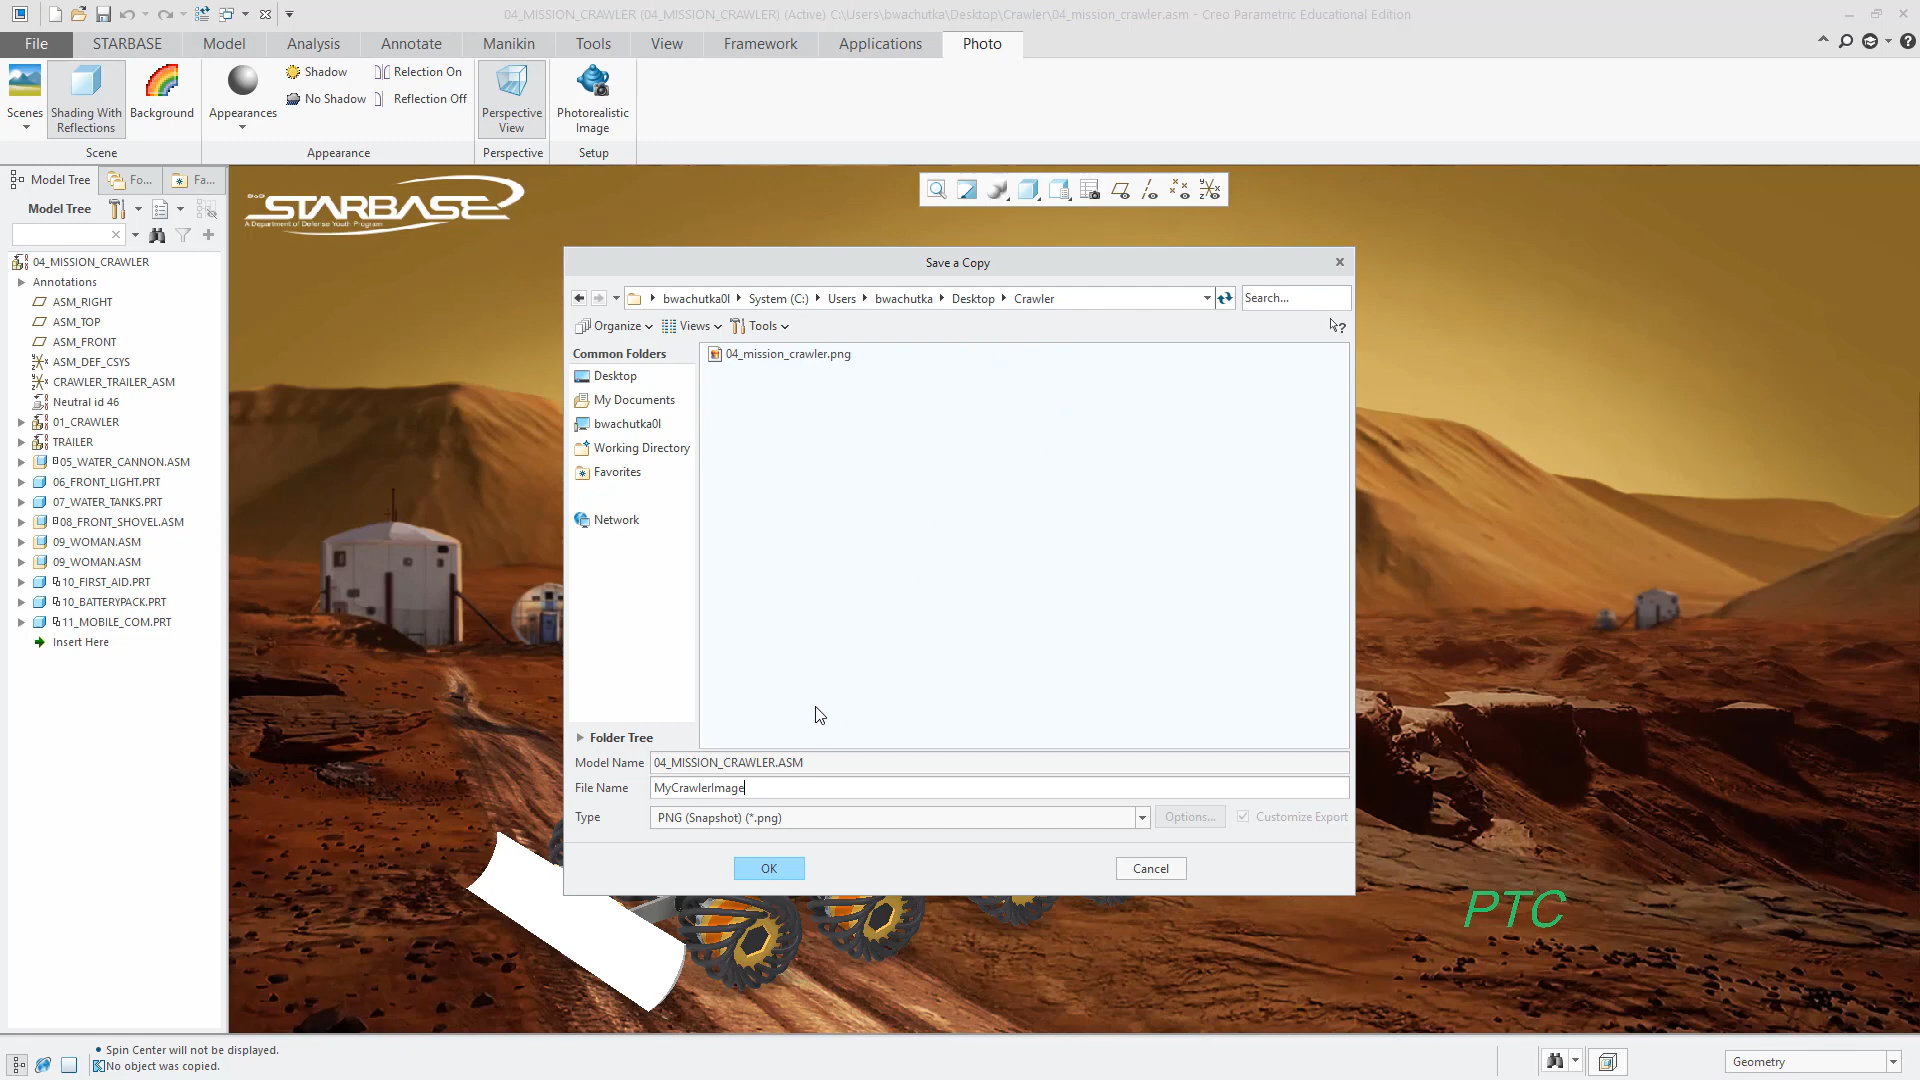 04_MISSION_CRAWLER (04_MISSION_CRAWLER) (Active) C:\Users\bwachutka\Desktop\Crawler\04_mission_crawler.asm - Creo Parametric Educational Edition
File STARBASE Model Analysis Annotate Manikin Tools View Framework Applications Photo
Scenes
Shading With Reflections
Background
Appearances
Shadow
No Shadow
Relection On
Reflection Off
Perspective View
Photorealistic Image
Scene Appearance Perspective Setup
Model Tree Fo... Fa...
Model Tree
04_MISSION_CRAWLER
Annotations
ASM_RIGHT
ASM_TOP
ASM_FRONT
ASM_DEF_CSYS
CRAWLER_TRAILER_ASM
Neutral id 46
01_CRAWLER
TRAILER
05_WATER_CANNON.ASM
06_FRONT_LIGHT.PRT
07_WATER_TANKS.PRT
08_FRONT_SHOVEL.ASM
09_WOMAN.ASM
09_WOMAN.ASM
10_FIRST_AID.PRT
10_BATTERYPACK.PRT
11_MOBILE_COM.PRT
Insert Here
DoD
STARBASE
A Department of Defense Youth Program
Save a Copy
bwachutka0l System (C:) Users bwachutka Desktop Crawler
Search...
Organize Views Tools
Common Folders
Desktop
My Documents
bwachutka0l
Working Directory
Favorites
Network
04_mission_crawler.png
Folder Tree
Model Name 04_MISSION_CRAWLER.ASM
File Name MyCrawlerImage
Type PNG (Snapshot) (*.png) Options... Customize Export
OK Cancel
PTC
Spin Center will not be displayed.
No object was copied.
Geometry